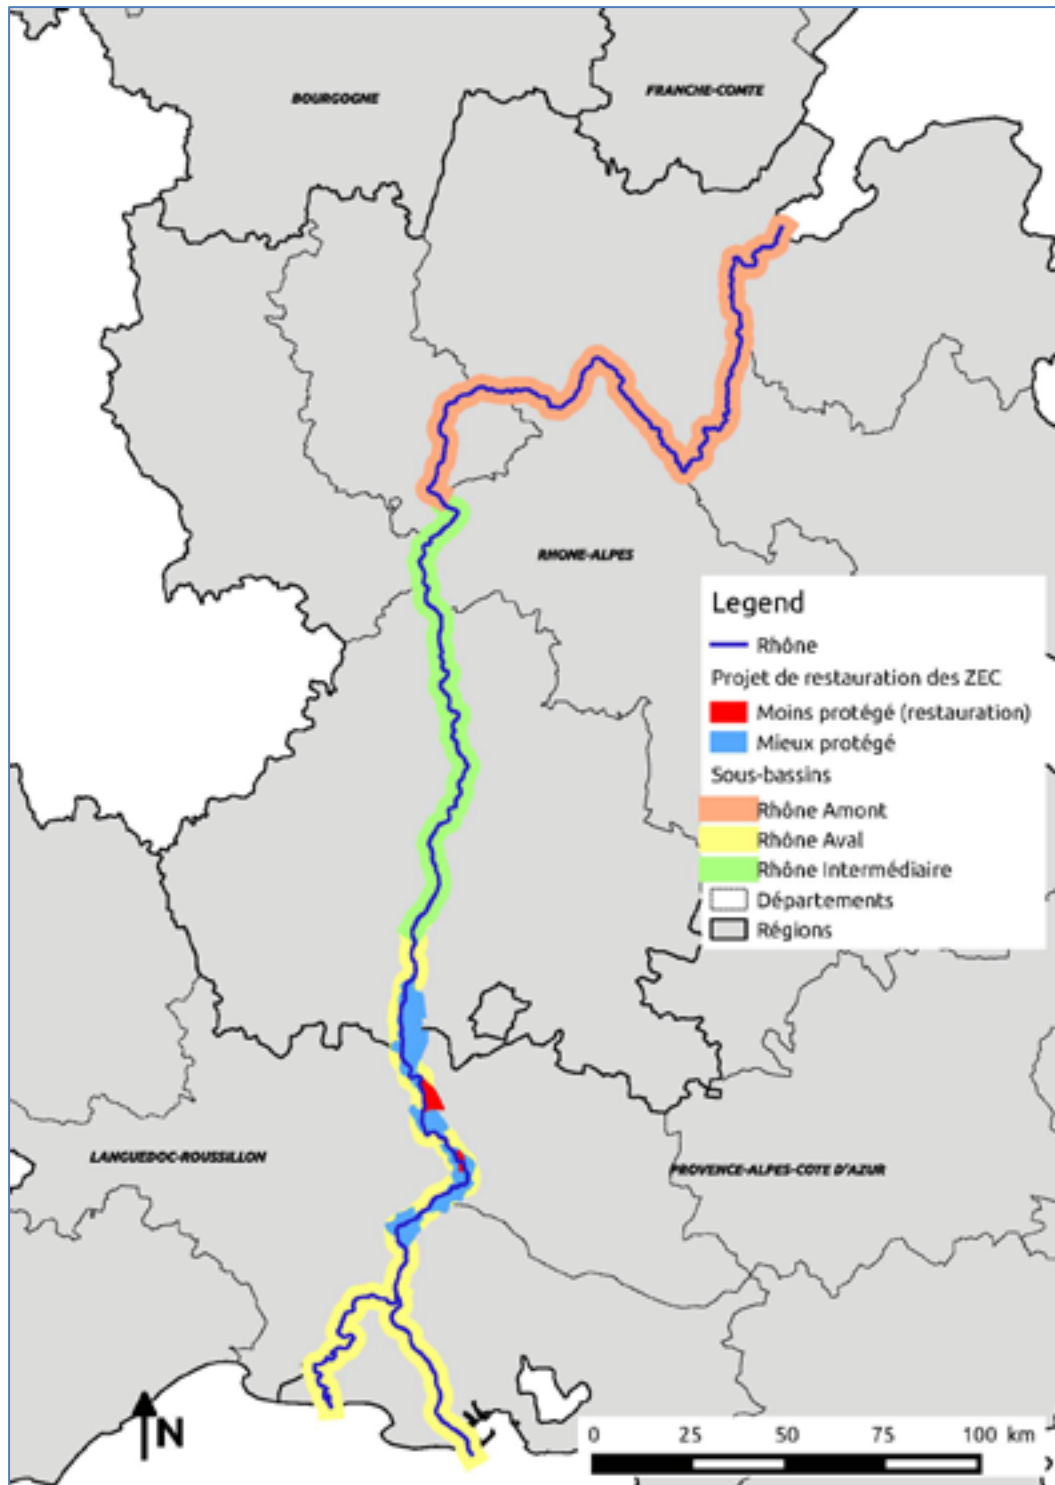 BOURGOGNE
FRANCHE-COMTE
RHONE-ALPES
Legend
Rhône
Projet de restauration des ZEC
Moins protégé (restauration)
Mieux protégé
Sous-bassins
Rhône Amont
Rhône Aval
Rhône Intermédiaire
Départements
Régions
LANGUEDOC-ROUSSILLON
PROVENCE-ALPES-COTE D'AZUR
N
0 25 50 75 100 km